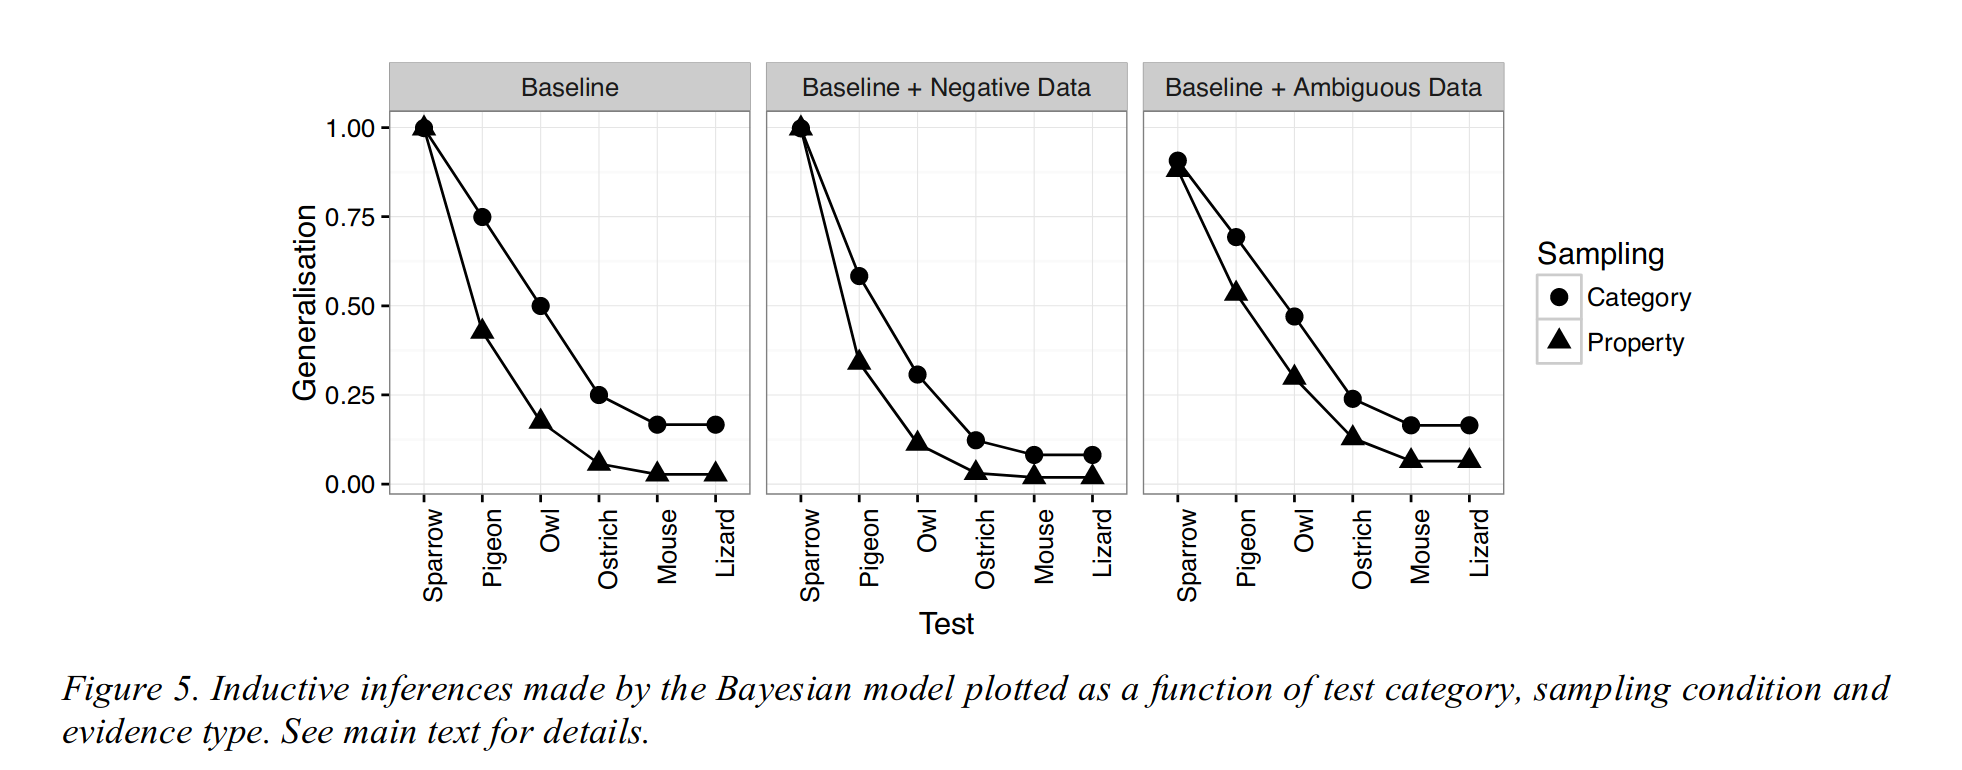 Baseline
Baseline + Negative Data
Baseline + Ambiguous Data
1.00
0.75
0.50
0.25
0.00
Generalisation
Sparrow
Pigeon
Owl
Ostrich
Mouse
Lizard
Sparrow
Pigeon
Owl
Ostrich
Mouse
Lizard
Sparrow
Pigeon
Owl
Ostrich
Mouse
Lizard
Test
Sampling
Category
Property
Figure 5. Inductive inferences made by the Bayesian model plotted as a function of test category, sampling condition and
evidence type. See main text for details.